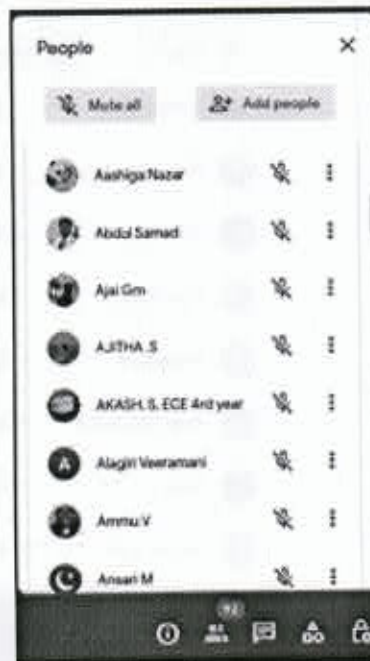 People
Mute all
Add people
Aashiga Nazar
Abdul Samad
Ajai Gm
AJITHA .S
AKASH. S. ECE 4rd year
A
Alagiri Veeramani
Ammu V
Ansari M
92